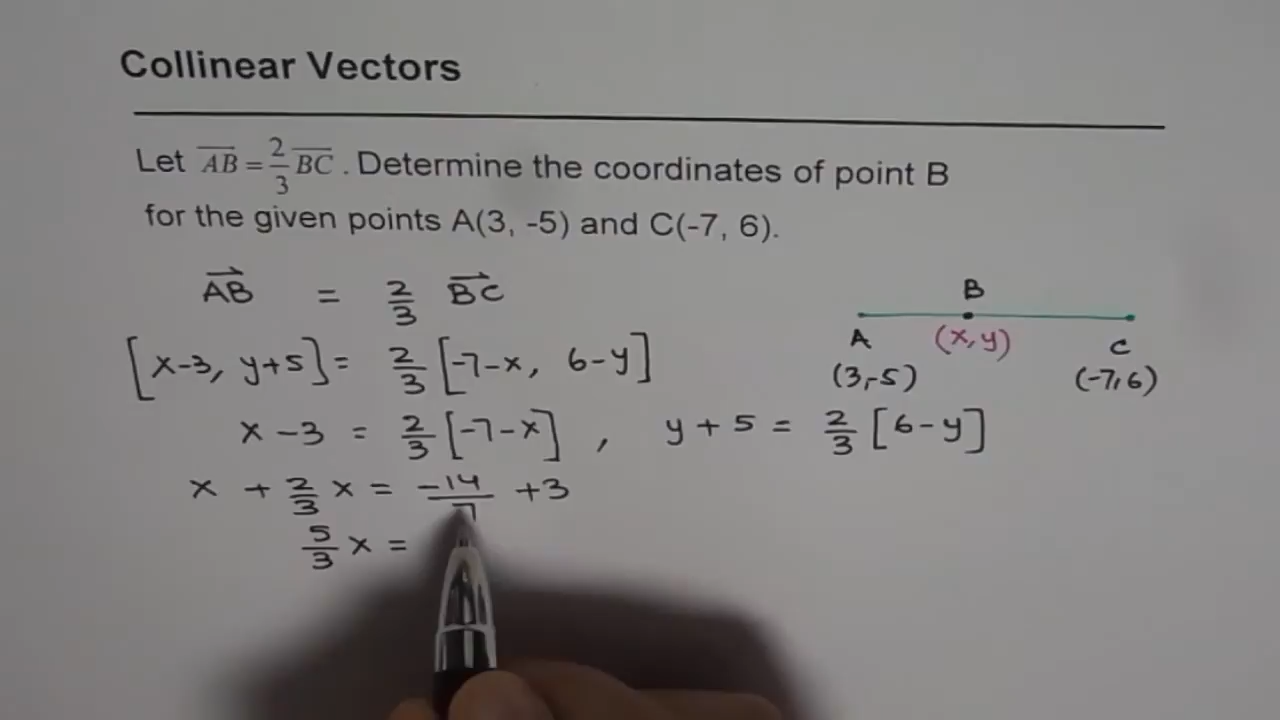 Collinear Vectors
Let AB = 2/3 BC . Determine the coordinates of point B
for the given points A(3, -5) and C(-7, 6).
AB = 2/3 BC
[x-3, y+5] = 2/3 [-7-x, 6-y]
x - 3 = 2/3 [-7-x] , y + 5 = 2/3 [6-y]
x + 2/3 x = -14/7 + 3
5/3 x =
B
A (x,y) C
(3,-5) (-7,6)